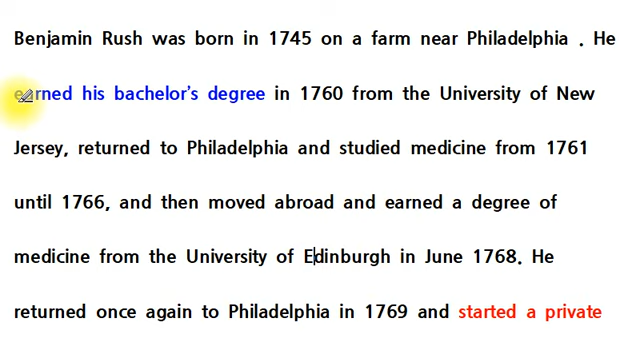 Benjamin Rush was born in 1745 on a farm near Philadelphia . He
earned his bachelor's degree in 1760 from the University of New
Jersey, returned to Philadelphia and studied medicine from 1761
until 1766, and then moved abroad and earned a degree of
medicine from the University of Edinburgh in June 1768. He
returned once again to Philadelphia in 1769 and started a private